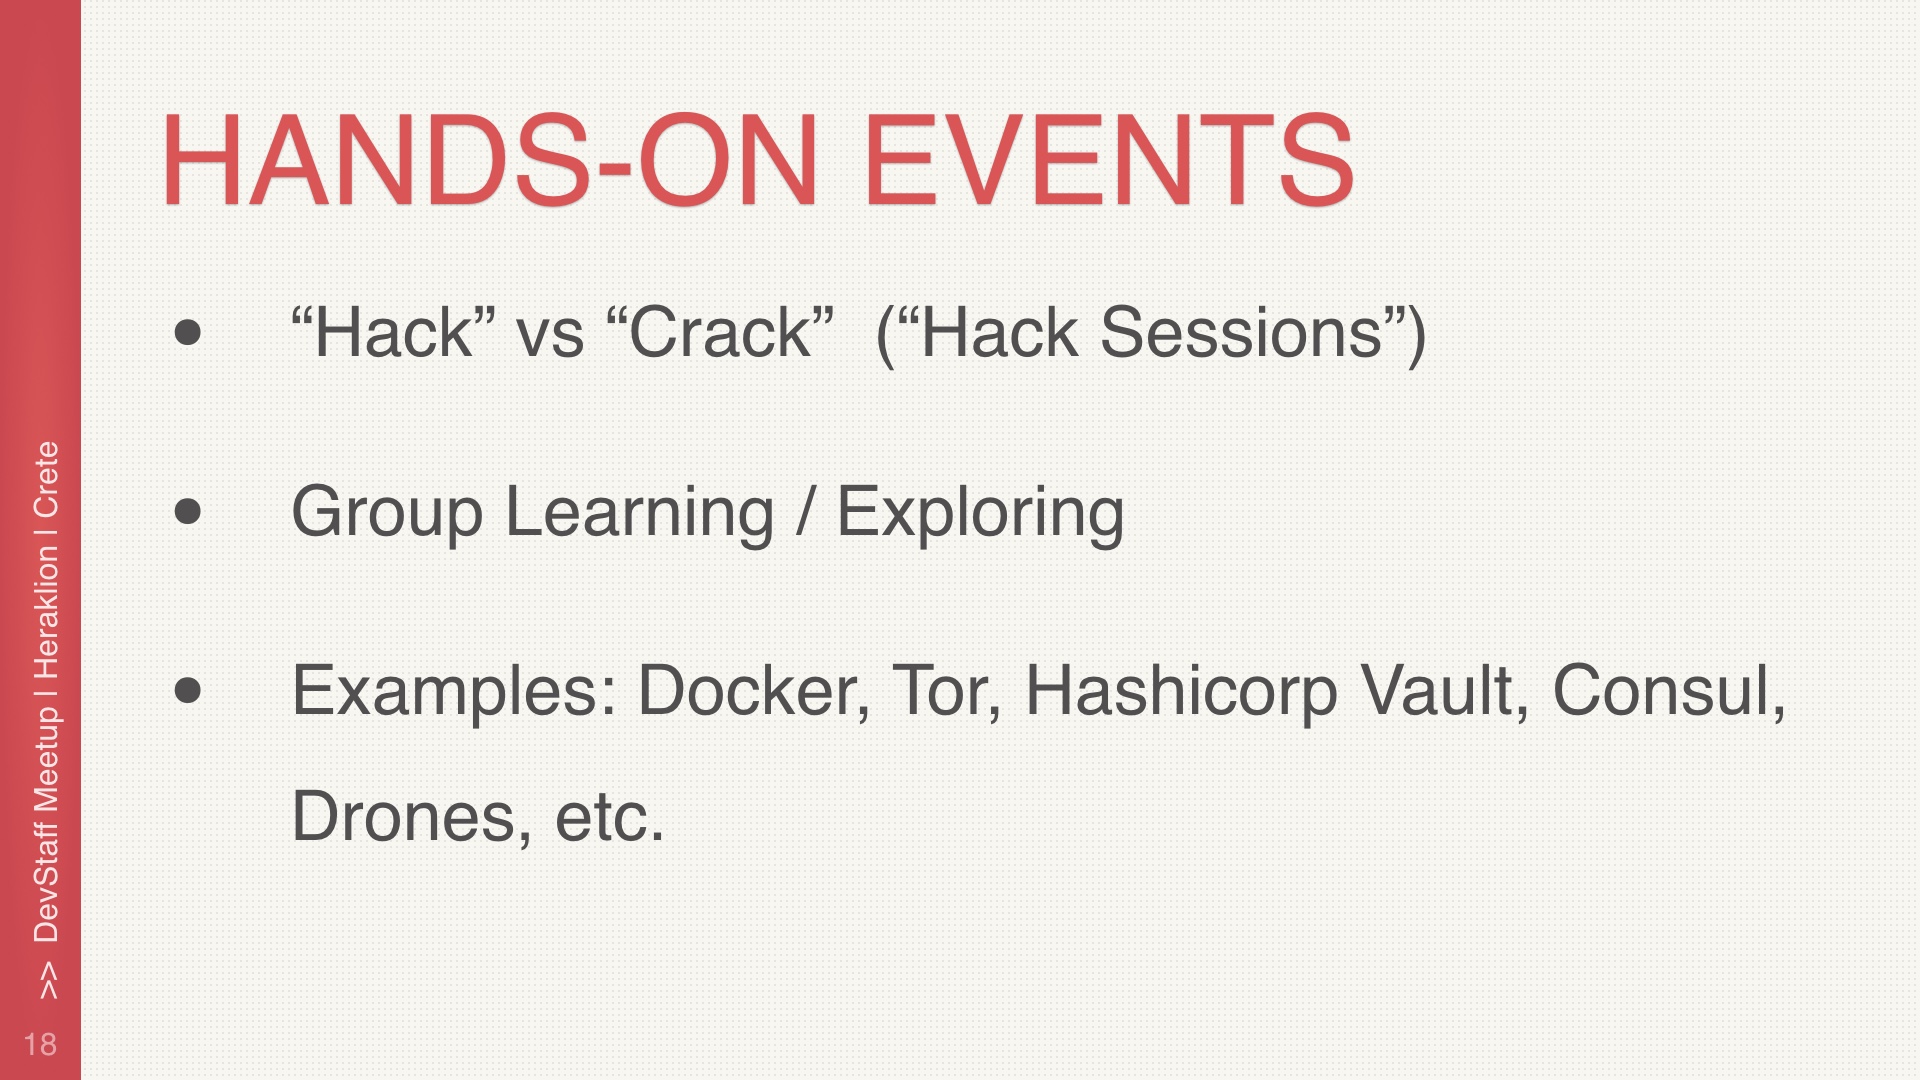 HANDS-ON EVENTS
• “Hack” vs “Crack”  (“Hack Sessions”)
• Group Learning / Exploring
• Examples: Docker, Tor, Hashicorp Vault, Consul,
Drones, etc.
>> DevStaff Meetup | Heraklion | Crete
18